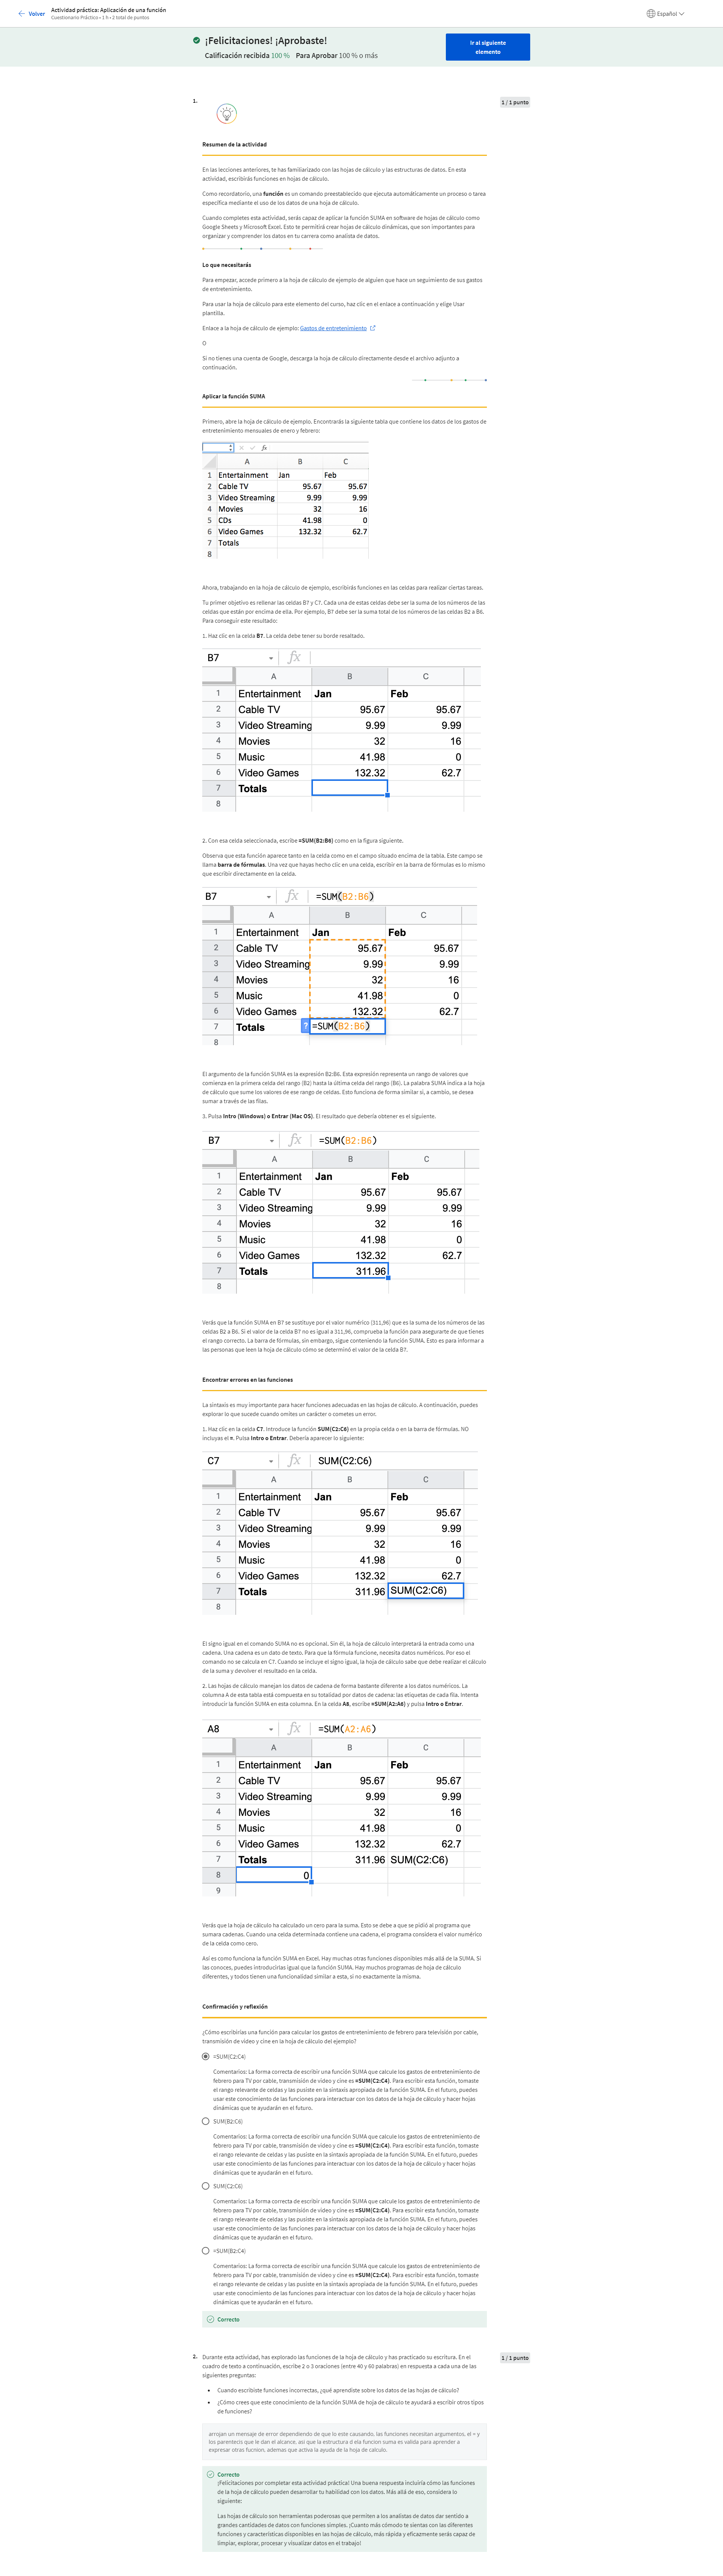 Volver
Actividad práctica: Aplicación de una función
Cuestionario Práctico • 1 h • 2 total de puntos
Español
¡Felicitaciones! ¡Aprobaste!
Calificación recibida 100 % Para Aprobar 100 % o más
Ir al siguiente
elemento
1.
1 / 1 punto
Resumen de la actividad
En las lecciones anteriores, te has familiarizado con las hojas de cálculo y las estructuras de datos. En esta
actividad, escribirás funciones en hojas de cálculo.
Como recordatorio, una función es un comando preestablecido que ejecuta automáticamente un proceso o tarea
específica mediante el uso de los datos de una hoja de cálculo.
Cuando completes esta actividad, serás capaz de aplicar la función SUMA en software de hojas de cálculo como
Google Sheets y Microsoft Excel. Esto te permitirá crear hojas de cálculo dinámicas, que son importantes para
organizar y comprender los datos en tu carrera como analista de datos.
Lo que necesitarás
Para empezar, accede primero a la hoja de cálculo de ejemplo de alguien que hace un seguimiento de sus gastos
de entretenimiento.
Para usar la hoja de cálculo para este elemento del curso, haz clic en el enlace a continuación y elige Usar
plantilla.
Enlace a la hoja de cálculo de ejemplo: Gastos de entretenimiento
O
Si no tienes una cuenta de Google, descarga la hoja de cálculo directamente desde el archivo adjunto a
continuación.
Aplicar la función SUMA
Primero, abre la hoja de cálculo de ejemplo. Encontrarás la siguiente tabla que contiene los datos de los gastos de
entretenimiento mensuales de enero y febrero:
fx
A B C
1 Entertainment Jan Feb
2 Cable TV 95.67 95.67
3 Video Streaming 9.99 9.99
4 Movies 32 16
5 CDs 41.98 0
6 Video Games 132.32 62.7
7 Totals
8
Ahora, trabajando en la hoja de cálculo de ejemplo, escribirás funciones en las celdas para realizar ciertas tareas.
Tu primer objetivo es rellenar las celdas B7 y C7. Cada una de estas celdas debe ser la suma de los números de las
celdas que están por encima de ella. Por ejemplo, B7 debe ser la suma total de los números de las celdas B2 a B6.
Para conseguir este resultado:
1. Haz clic en la celda B7. La celda debe tener su borde resaltado.
B7 fx
A B C
1 Entertainment Jan Feb
2 Cable TV 95.67 95.67
3 Video Streaming 9.99 9.99
4 Movies 32 16
5 Music 41.98 0
6 Video Games 132.32 62.7
7 Totals
8
2. Con esa celda seleccionada, escribe =SUM(B2:B6) como en la figura siguiente.
Observa que esta función aparece tanto en la celda como en el campo situado encima de la tabla. Este campo se
llama barra de fórmulas. Una vez que hayas hecho clic en una celda, escribir en la barra de fórmulas es lo mismo
que escribir directamente en la celda.
B7 fx =SUM(B2:B6)
A B C
1 Entertainment Jan Feb
2 Cable TV 95.67 95.67
3 Video Streaming 9.99 9.99
4 Movies 32 16
5 Music 41.98 0
6 Video Games 132.32 62.7
7 Totals ? =SUM(B2:B6)
8
El argumento de la función SUMA es la expresión B2:B6. Esta expresión representa un rango de valores que
comienza en la primera celda del rango (B2) hasta la última celda del rango (B6). La palabra SUMA indica a la hoja
de cálculo que sume los valores de ese rango de celdas. Esto funciona de forma similar si, a cambio, se desea
sumar a través de las filas.
3. Pulsa Intro (Windows) o Entrar (Mac OS). El resultado que debería obtener es el siguiente.
B7 fx =SUM(B2:B6)
A B C
1 Entertainment Jan Feb
2 Cable TV 95.67 95.67
3 Video Streaming 9.99 9.99
4 Movies 32 16
5 Music 41.98 0
6 Video Games 132.32 62.7
7 Totals 311.96
8
Verás que la función SUMA en B7 se sustituye por el valor numérico (311,96) que es la suma de los números de las
celdas B2 a B6. Si el valor de la celda B7 no es igual a 311,96, comprueba la función para asegurarte de que tienes
el rango correcto. La barra de fórmulas, sin embargo, sigue conteniendo la función SUMA. Esto es para informar a
las personas que leen la hoja de cálculo cómo se determinó el valor de la celda B7.
Encontrar errores en las funciones
La sintaxis es muy importante para hacer funciones adecuadas en las hojas de cálculo. A continuación, puedes
explorar lo que sucede cuando omites un carácter o cometes un error.
1. Haz clic en la celda C7. Introduce la función SUM(C2:C6) en la propia celda o en la barra de fórmulas. NO
incluyas el =. Pulsa Intro o Entrar. Debería aparecer lo siguiente:
C7 fx SUM(C2:C6)
A B C
1 Entertainment Jan Feb
2 Cable TV 95.67 95.67
3 Video Streaming 9.99 9.99
4 Movies 32 16
5 Music 41.98 0
6 Video Games 132.32 62.7
7 Totals 311.96 SUM(C2:C6)
8
El signo igual en el comando SUMA no es opcional. Sin él, la hoja de cálculo interpretará la entrada como una
cadena. Una cadena es un dato de texto. Para que la fórmula funcione, necesita datos numéricos. Por eso el
comando no se calcula en C7. Cuando se incluye el signo igual, la hoja de cálculo sabe que debe realizar el cálculo
de la suma y devolver el resultado en la celda.
2. Las hojas de cálculo manejan los datos de cadena de forma bastante diferente a los datos numéricos. La
columna A de esta tabla está compuesta en su totalidad por datos de cadena: las etiquetas de cada fila. Intenta
introducir la función SUMA en esta columna. En la celda A8, escribe =SUM(A2:A6) y pulsa Intro o Entrar.
A8 fx =SUM(A2:A6)
A B C
1 Entertainment Jan Feb
2 Cable TV 95.67 95.67
3 Video Streaming 9.99 9.99
4 Movies 32 16
5 Music 41.98 0
6 Video Games 132.32 62.7
7 Totals 311.96 SUM(C2:C6)
8 0
9
Verás que la hoja de cálculo ha calculado un cero para la suma. Esto se debe a que se pidió al programa que
sumara cadenas. Cuando una celda determinada contiene una cadena, el programa considera el valor numérico
de la celda como cero.
Así es como funciona la función SUMA en Excel. Hay muchas otras funciones disponibles más allá de la SUMA. Si
las conoces, puedes introducirlas igual que la función SUMA. Hay muchos programas de hoja de cálculo
diferentes, y todos tienen una funcionalidad similar a esta, si no exactamente la misma.
Confirmación y reflexión
¿Cómo escribirías una función para calcular los gastos de entretenimiento de febrero para televisión por cable,
transmisión de video y cine en la hoja de cálculo del ejemplo?
=SUM(C2:C4)
Comentarios: La forma correcta de escribir una función SUMA que calcule los gastos de entretenimiento de
febrero para TV por cable, transmisión de video y cine es =SUM(C2:C4). Para escribir esta función, tomaste
el rango relevante de celdas y las pusiste en la sintaxis apropiada de la función SUMA. En el futuro, puedes
usar este conocimiento de las funciones para interactuar con los datos de la hoja de cálculo y hacer hojas
dinámicas que te ayudarán en el futuro.
SUM(B2:C6)
Comentarios: La forma correcta de escribir una función SUMA que calcule los gastos de entretenimiento de
febrero para TV por cable, transmisión de video y cine es =SUM(C2:C4). Para escribir esta función, tomaste
el rango relevante de celdas y las pusiste en la sintaxis apropiada de la función SUMA. En el futuro, puedes
usar este conocimiento de las funciones para interactuar con los datos de la hoja de cálculo y hacer hojas
dinámicas que te ayudarán en el futuro.
SUM(C2:C6)
Comentarios: La forma correcta de escribir una función SUMA que calcule los gastos de entretenimiento de
febrero para TV por cable, transmisión de video y cine es =SUM(C2:C4). Para escribir esta función, tomaste
el rango relevante de celdas y las pusiste en la sintaxis apropiada de la función SUMA. En el futuro, puedes
usar este conocimiento de las funciones para interactuar con los datos de la hoja de cálculo y hacer hojas
dinámicas que te ayudarán en el futuro.
=SUM(B2:C4)
Comentarios: La forma correcta de escribir una función SUMA que calcule los gastos de entretenimiento de
febrero para TV por cable, transmisión de video y cine es =SUM(C2:C4). Para escribir esta función, tomaste
el rango relevante de celdas y las pusiste en la sintaxis apropiada de la función SUMA. En el futuro, puedes
usar este conocimiento de las funciones para interactuar con los datos de la hoja de cálculo y hacer hojas
dinámicas que te ayudarán en el futuro.
Correcto
2.
1 / 1 punto
Durante esta actividad, has explorado las funciones de la hoja de cálculo y has practicado su escritura. En el
cuadro de texto a continuación, escribe 2 o 3 oraciones (entre 40 y 60 palabras) en respuesta a cada una de las
siguientes preguntas:
• Cuando escribiste funciones incorrectas, ¿qué aprendiste sobre los datos de las hojas de cálculo?
• ¿Cómo crees que este conocimiento de la función SUMA de hoja de cálculo te ayudará a escribir otros tipos
de funciones?
arrojan un mensaje de error dependiendo de que lo este causando. las funciones necesitan argumentos. el = y
los parentesis que le dan el alcance. asi que la estructura d ela funcion suma es valida para aprender a
expresar otras fucnion. ademas que activa la ayuda de la hoja de calculo.
Correcto
¡Felicitaciones por completar esta actividad práctica! Una buena respuesta incluiría cómo las funciones
de la hoja de cálculo pueden desarrollar tu habilidad con los datos. Más allá de eso, considera lo
siguiente:
Las hojas de cálculo son herramientas poderosas que permiten a los analistas de datos dar sentido a
grandes cantidades de datos con funciones simples. ¡Cuanto más cómodo te sientas con las diferentes
funciones y características disponibles en las hojas de cálculo, más rápida y eficazmente serás capaz de
limpiar, explorar, procesar y visualizar datos en el trabajo!